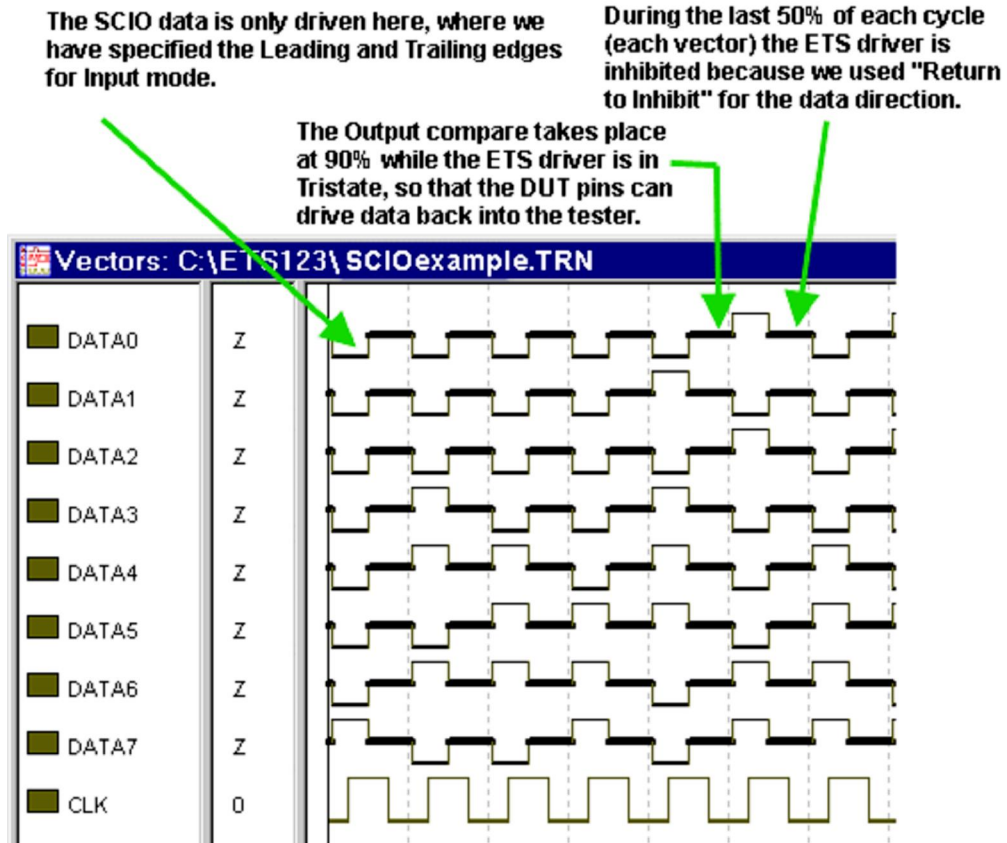 The SCIO data is only driven here, where we
have specified the Leading and Trailing edges
for Input mode.
During the last 50% of each cycle
(each vector) the ETS driver is
inhibited because we used "Return
to Inhibit" for the data direction.
The Output compare takes place
at 90% while the ETS driver is in
Tristate, so that the DUT pins can
drive data back into the tester.
Vectors: C:\ETS123\SCIOexample.TRN
DATA0 Z
DATA1 Z
DATA2 Z
DATA3 Z
DATA4 Z
DATA5 Z
DATA6 Z
DATA7 Z
CLK 0